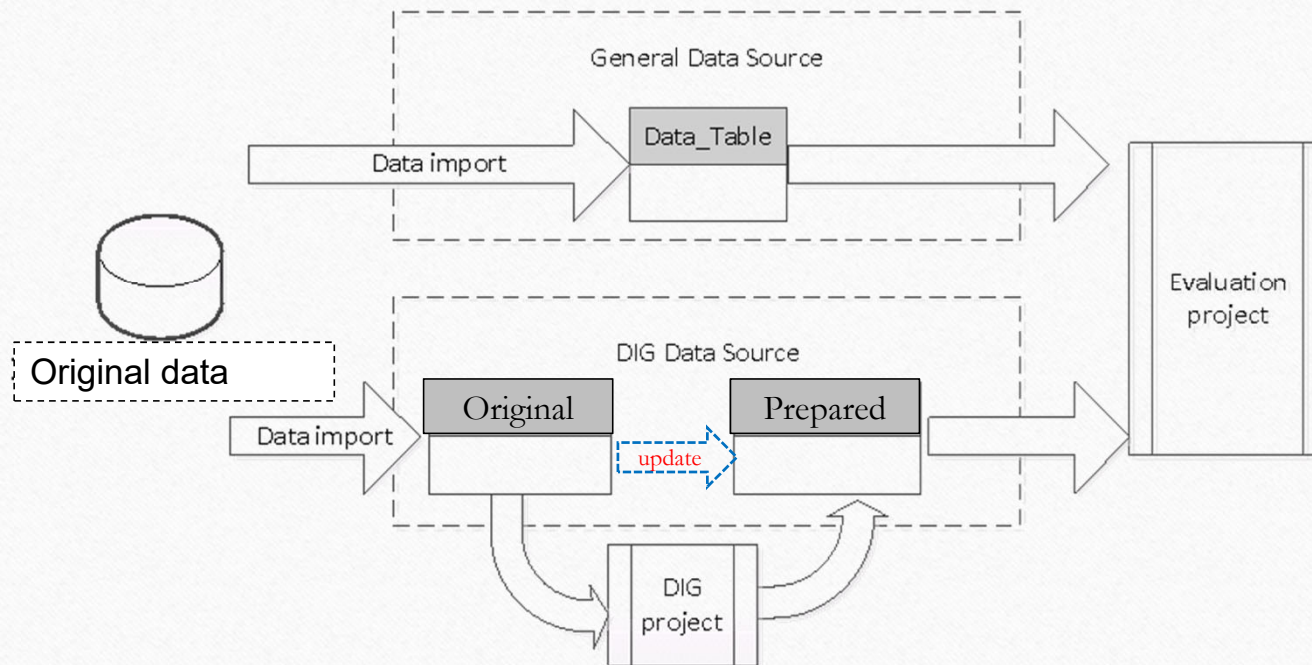 General Data Source
Data_Table
Data import
Evaluation
project
Original data
DIG Data Source
Original
Prepared
Data import
update
DIG
project